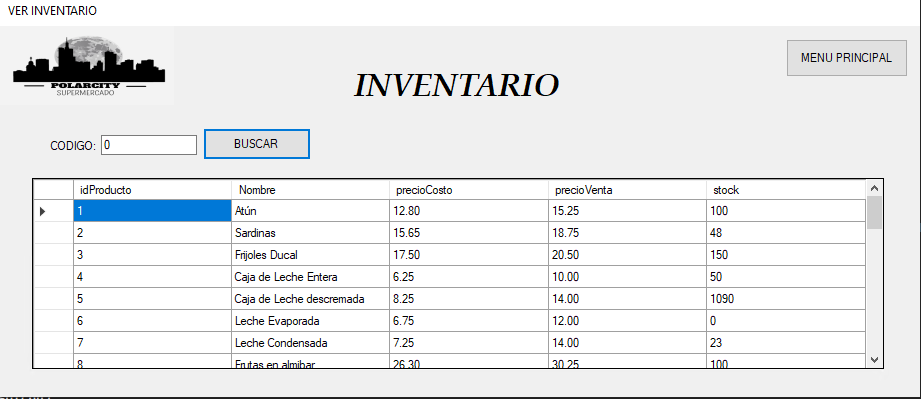 VER INVENTARIO
POLARCITY
SUPERMERCADO
INVENTARIO
MENU PRINCIPAL
CODIGO: 0 BUSCAR
idProducto Nombre precioCosto precioVenta stock
1 Atún 12.80 15.25 100
2 Sardinas 15.65 18.75 48
3 Frijoles Ducal 17.50 20.50 150
4 Caja de Leche Entera 6.25 10.00 50
5 Caja de Leche descremada 8.25 14.00 1090
6 Leche Evaporada 6.75 12.00 0
7 Leche Condensada 7.25 14.00 23
8 Frutas en almibar 26.30 30.25 100